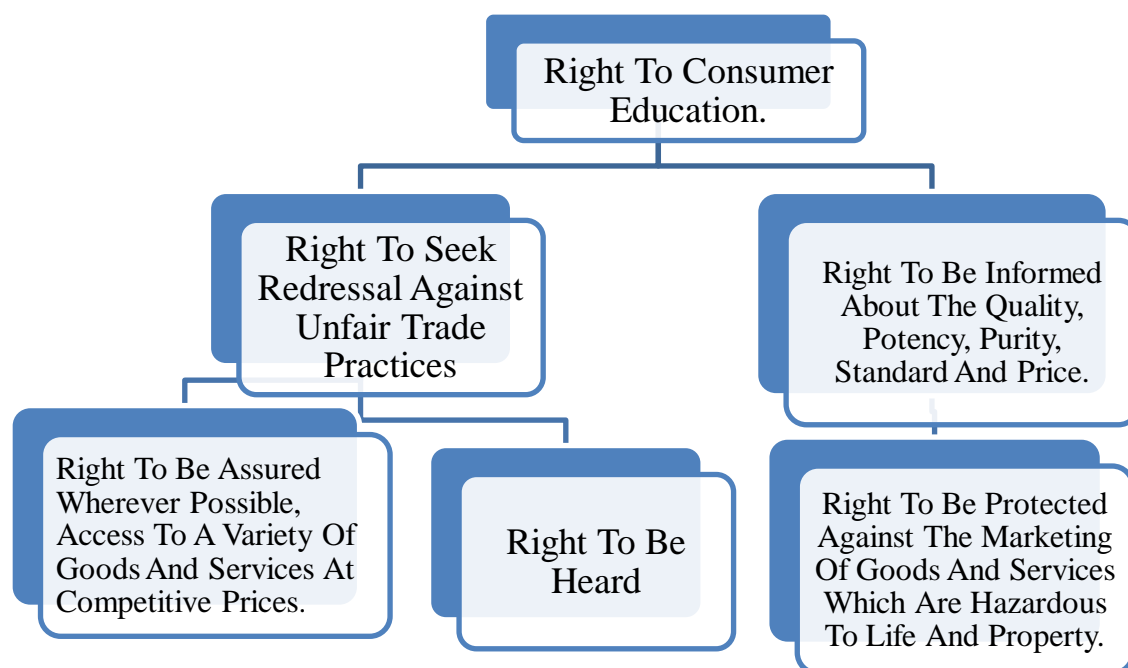 Right To Consumer
Education.
Right To Seek
Redressal Against
Unfair Trade
Practices
Right To Be Informed
About The Quality,
Potency, Purity,
Standard And Price.
Right To Be Assured
Wherever Possible,
Access To A Variety Of
Goods And Services At
Competitive Prices.
Right To Be
Heard
Right To Be Protected
Against The Marketing
Of Goods And Services
Which Are Hazardous
To Life And Property.